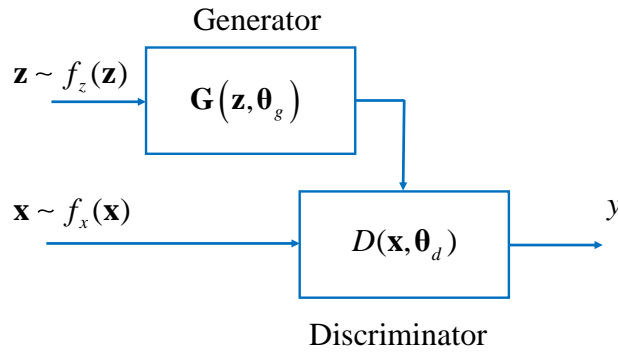 Generator
z ~ f_z(z)
G(z,θ_g)
x ~ f_x(x)
y
D(x,θ_d)
Discriminator